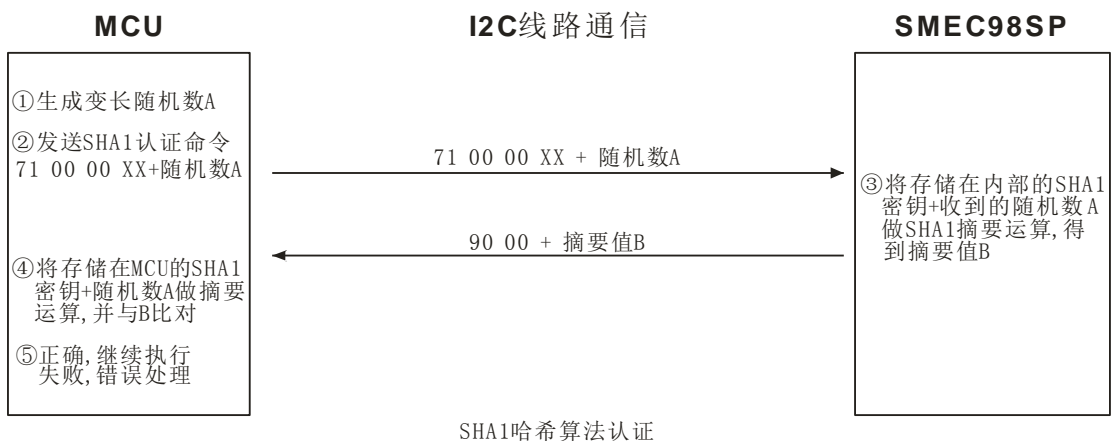 MCU
I2C线路通信
SMEC98SP
①生成变长随机数A
②发送SHA1认证命令
71 00 00 XX+随机数A
71 00 00 XX + 随机数A
③将存储在内部的SHA1
密钥+收到的随机数A
做SHA1摘要运算,得
到摘要值B
90 00 + 摘要值B
④将存储在MCU的SHA1
密钥+随机数A做摘要
运算,并与B比对
⑤正确,继续执行
失败,错误处理
SHA1哈希算法认证